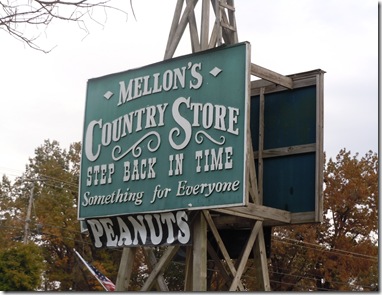 MELLON'S
COUNTRY STORE
STEP BACK IN TIME
Something for Everyone
PEANUTS